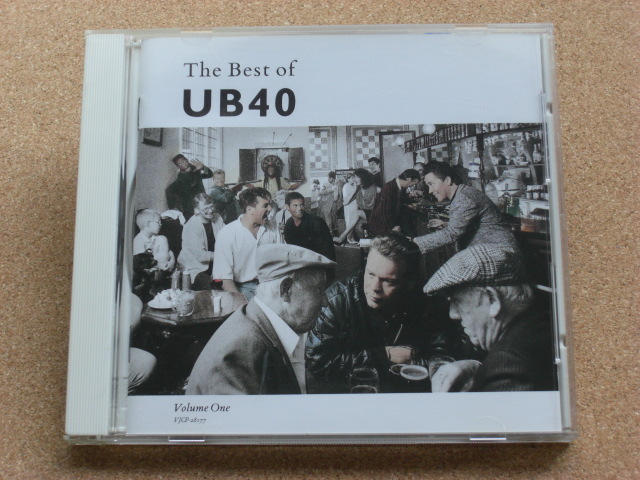 The Best of
UB40
Volume One
VJCP-28177